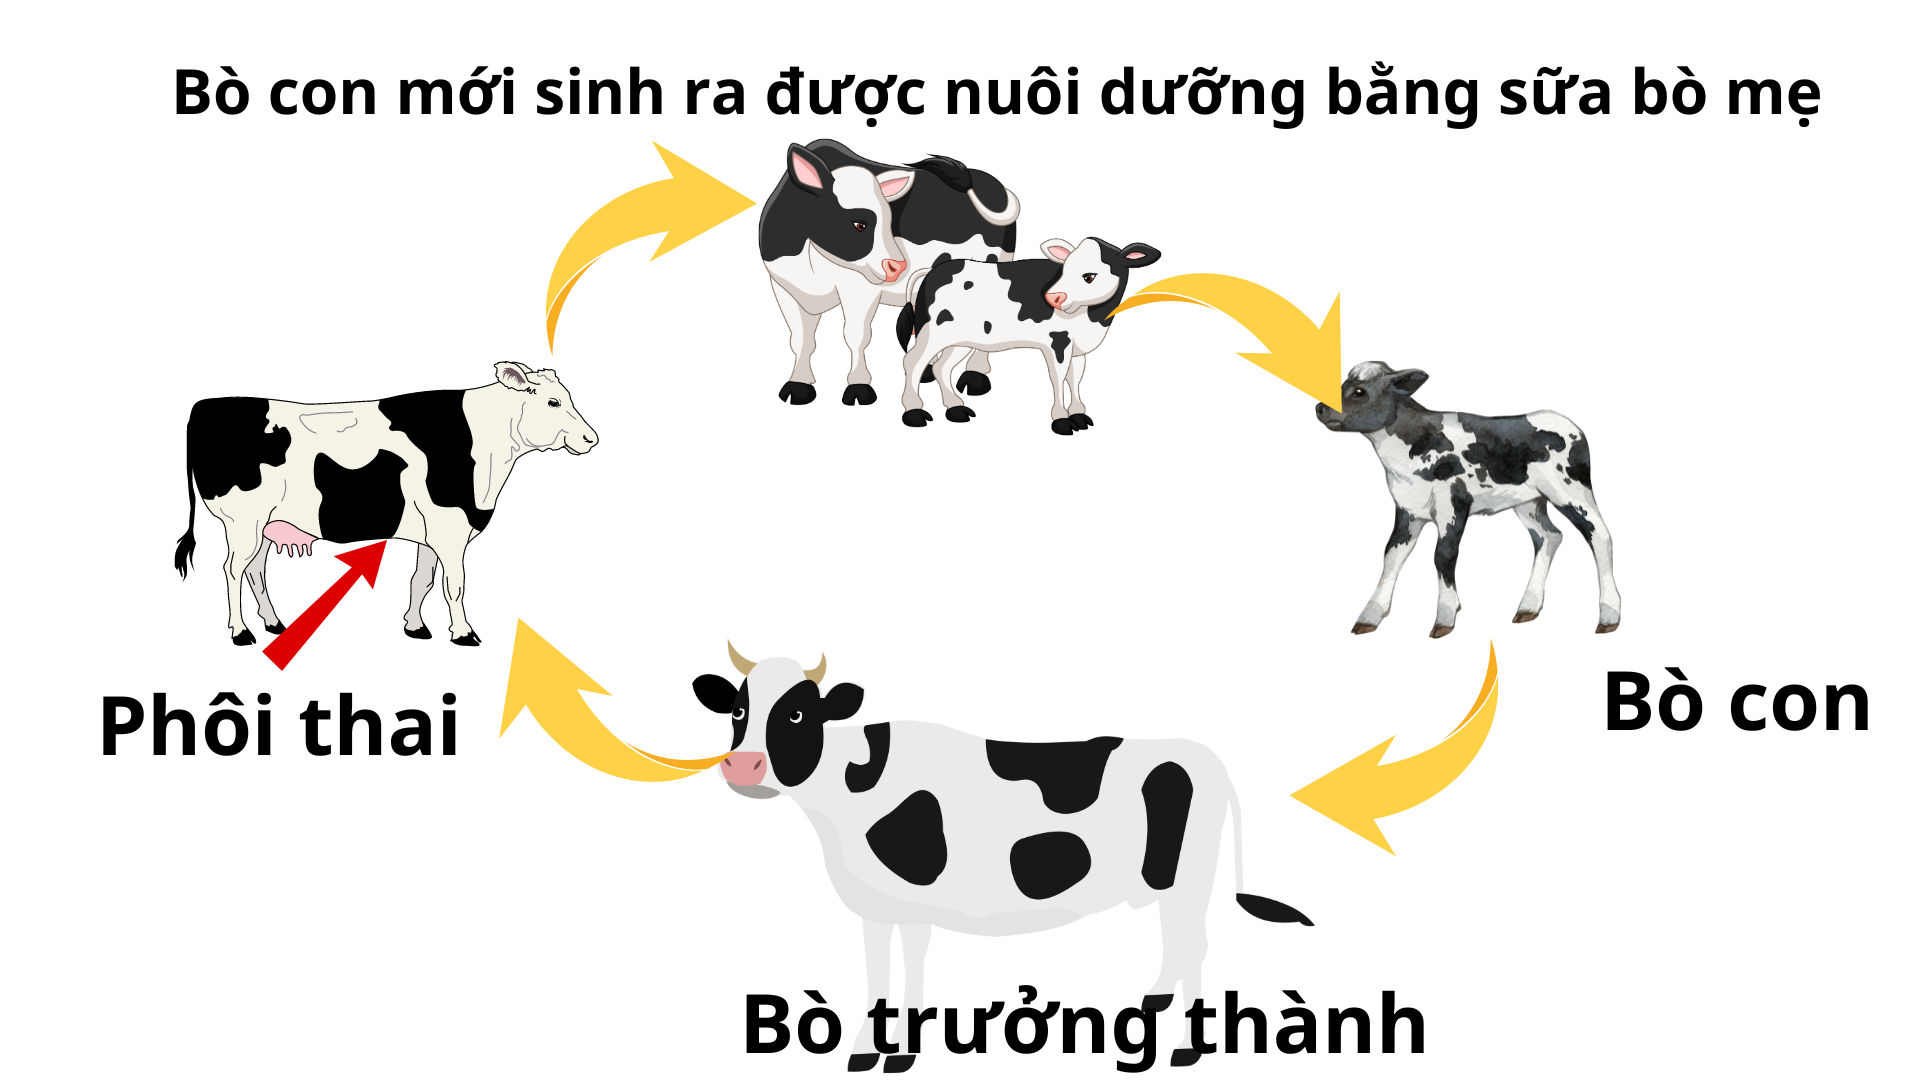 Bò con mới sinh ra được nuôi dưỡng bằng sữa bò mẹ
Phôi thai
Bò con
Bò trưởng thành